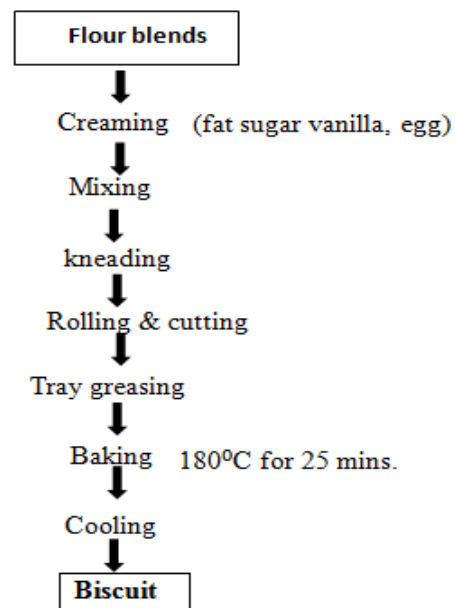 Flour blends
Creaming (fat sugar vanilla, egg)
Mixing
kneading
Rolling & cutting
Tray greasing
Baking 180⁰C for 25 mins.
Cooling
Biscuit